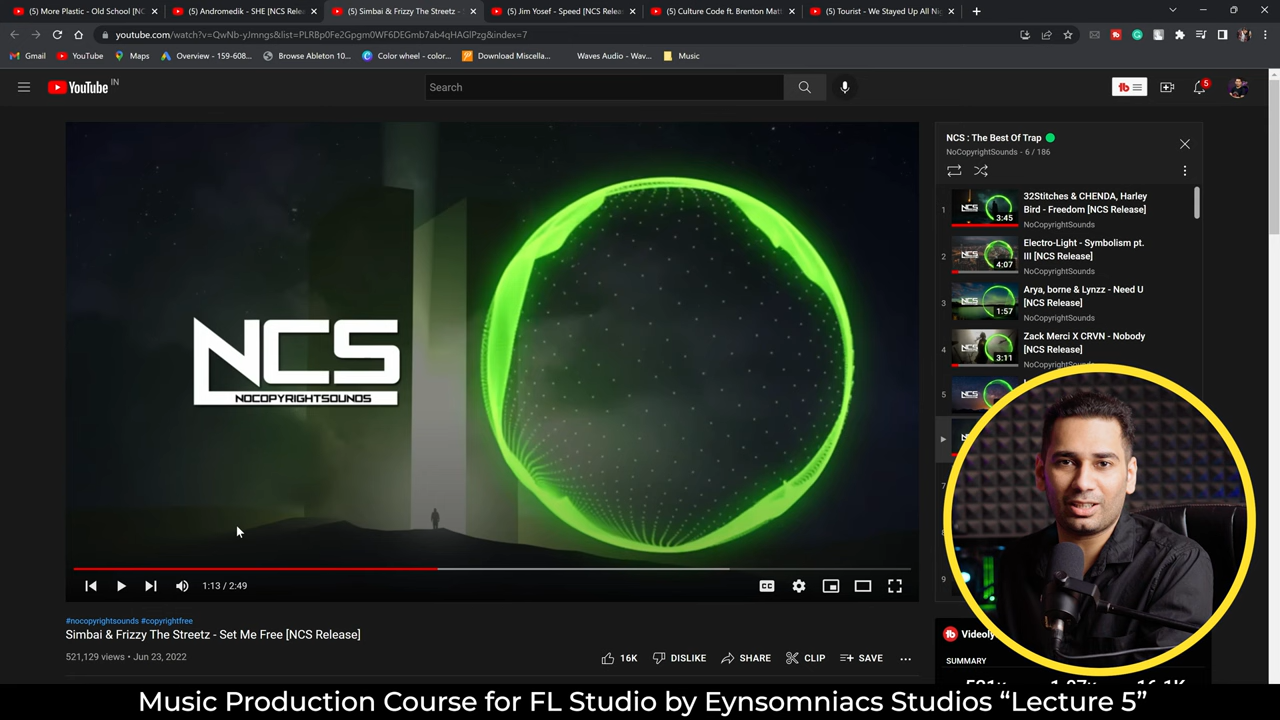 (5) More Plastic - Old School [NC
(5) Andromedik - SHE [NCS Rele
(5) Simbai & Frizzy The Streetz -
(5) Jim Yosef - Speed [NCS Relea
(5) Culture Code ft. Brenton Matt
(5) Tourist - We Stayed Up All Nig
youtube.com/watch?v=QwNb-yJmngs&list=PLRBp0Fe2Gpgm0WF6DEGmb7ab4qHAGlPzg&index=7
Gmail
YouTube
Maps
Overview - 159-608...
Browse Ableton 10...
Color wheel - color...
Download Miscella...
Waves Audio - Wav...
Music
YouTube IN
Search
5
NCS
NOCOPYRIGHTSOUNDS
1:13 / 2:49
#nocopyrightsounds #copyrightfree
Simbai & Frizzy The Streetz - Set Me Free [NCS Release]
521,129 views • Jun 23, 2022
16K
DISLIKE
SHARE
CLIP
SAVE
NCS : The Best Of Trap
NoCopyrightSounds - 6 / 186
1
3:45
32Stitches & CHENDA, Harley
Bird - Freedom [NCS Release]
NoCopyrightSounds
2
4:07
Electro-Light - Symbolism pt.
III [NCS Release]
NoCopyrightSounds
3
1:57
Arya, borne & Lynzz - Need U
[NCS Release]
NoCopyrightSounds
4
3:11
Zack Merci X CRVN - Nobody
[NCS Release]
5
9
SUMMARY
Music Production Course for FL Studio by Eynsomniacs Studios “Lecture 5”